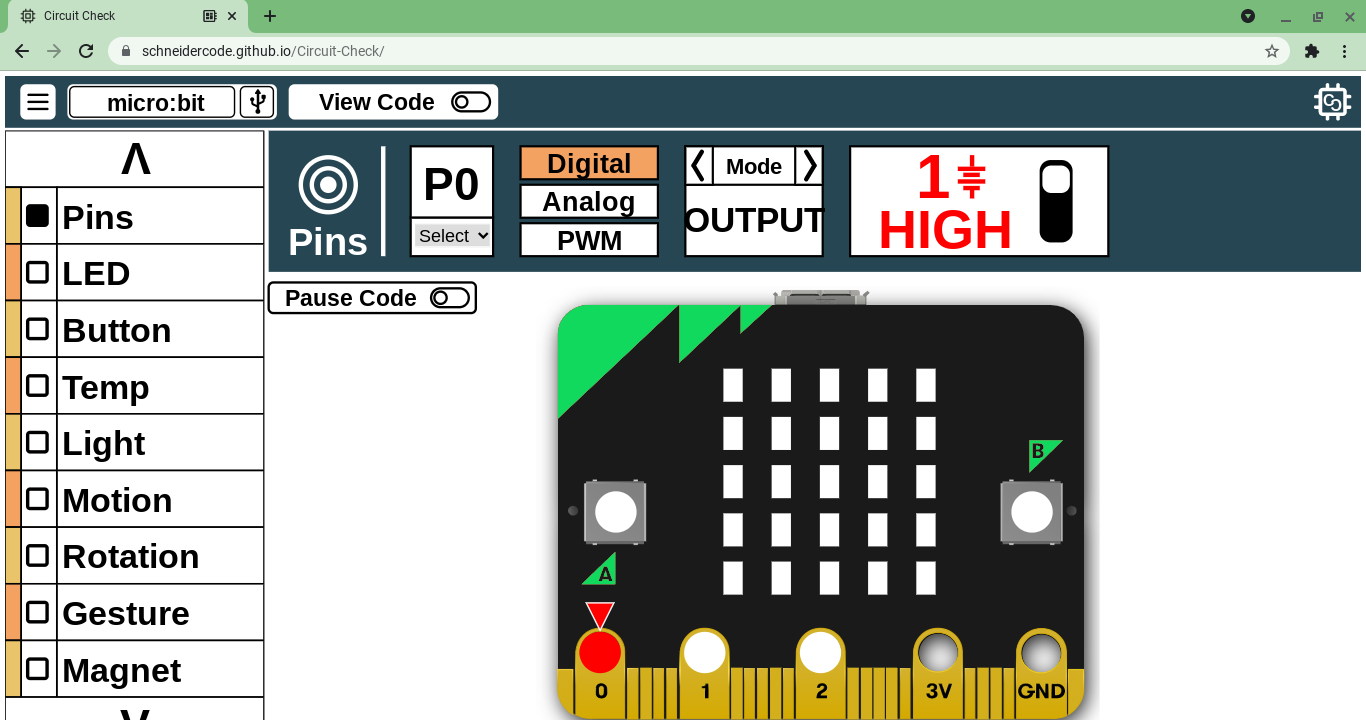 Circuit Check
schneidercode.github.io/Circuit-Check/
micro:bit
View Code
Pins
LED
Button
Temp
Light
Motion
Rotation
Gesture
Magnet
Pins
P0
Select
Digital
Analog
PWM
Mode
OUTPUT
1
HIGH
Pause Code
B
A
0 1 2 3V GND